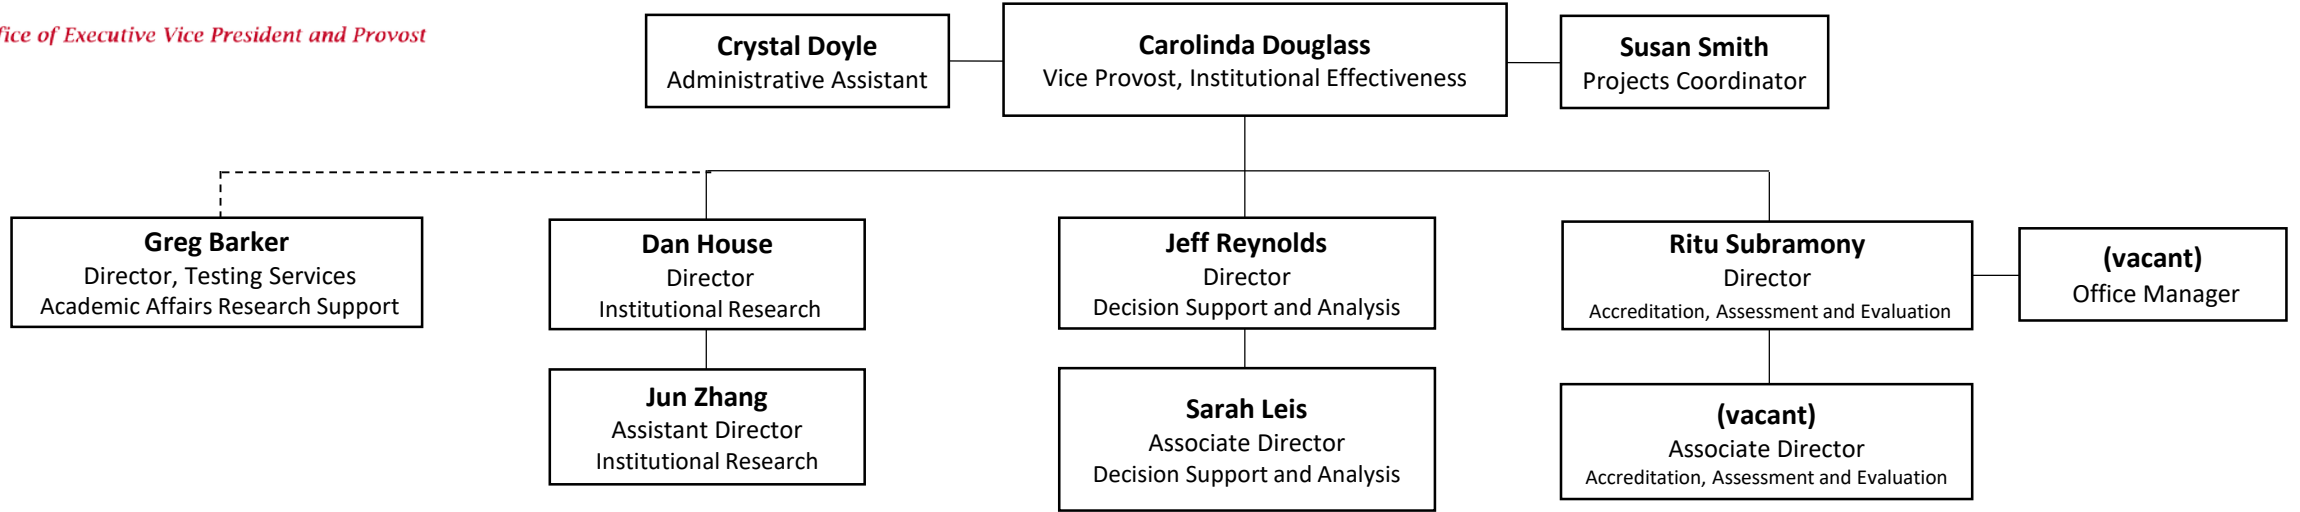 of Executive Vice President and Provost
Crystal Doyle
Administrative Assistant
Carolinda Douglass
Vice Provost, Institutional Effectiveness
Susan Smith
Projects Coordinator
Greg Barker
Director, Testing Services
Academic Affairs Research Support
Dan House
Director
Institutional Research
Jeff Reynolds
Director
Decision Support and Analysis
Ritu Subramony
Director
Accreditation, Assessment and Evaluation
(vacant)
Office Manager
Jun Zhang
Assistant Director
Institutional Research
Sarah Leis
Associate Director
Decision Support and Analysis
(vacant)
Associate Director
Accreditation, Assessment and Evaluation